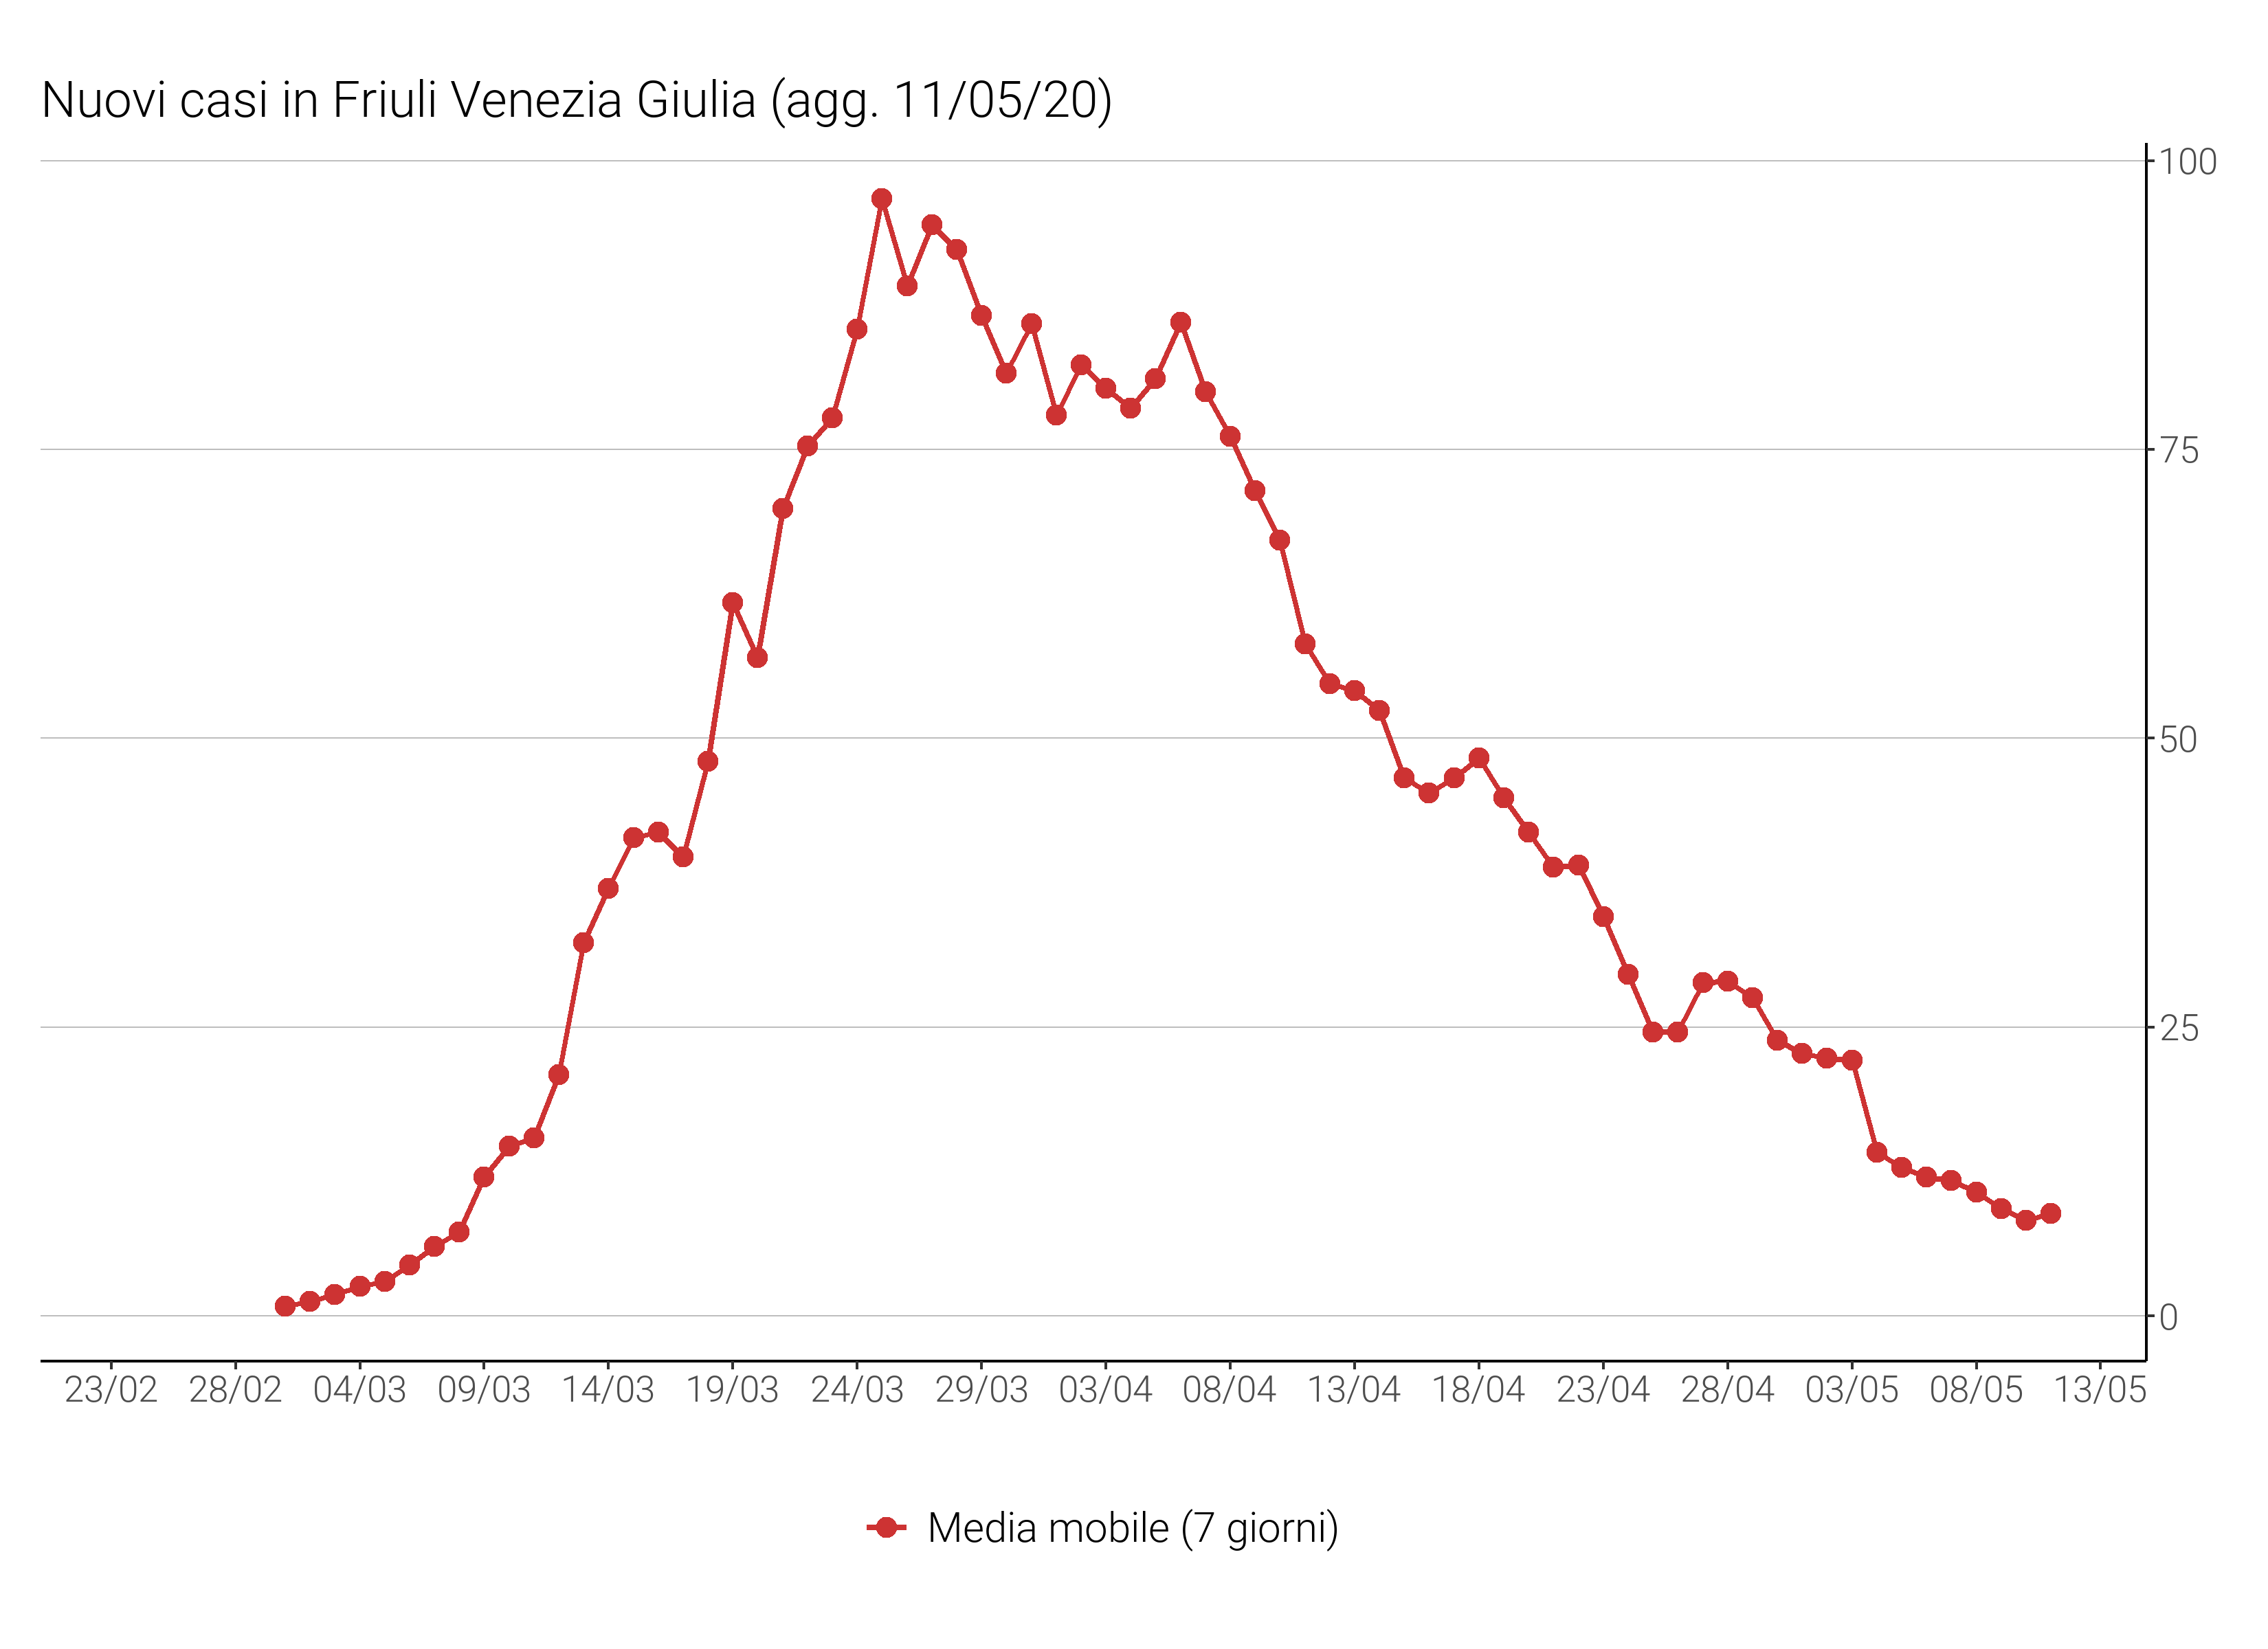 Nuovi casi in Friuli Venezia Giulia (agg. 11/05/20)
100
75
50
25
0
23/02 28/02 04/03 09/03 14/03 19/03 24/03 29/03 03/04 08/04 13/04 18/04 23/04 28/04 03/05 08/05 13/05
Media mobile (7 giorni)